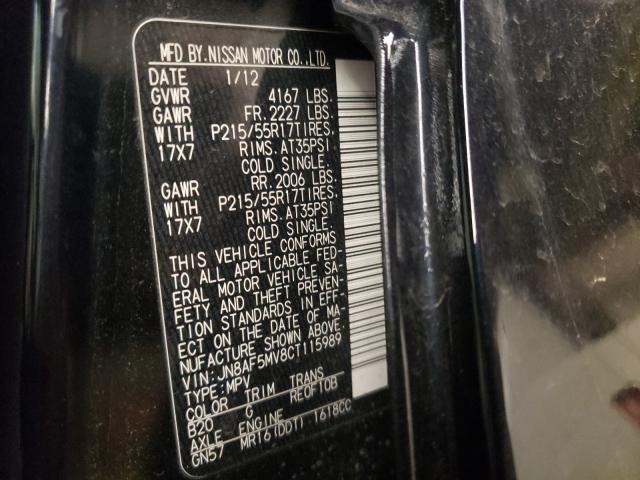 MFD BY.NISSAN MOTOR CO.,LTD.
DATE 1/12
GVWR 4167 LBS.
GAWR FR.2227 LBS.
WITH P215/55R17TIRES.
17X7 RIMS.AT35PSI
COLD SINGLE.
GAWR RR.2006 LBS.
WITH P215/55R17TIRES.
17X7 RIMS.AT35PSI
COLD SINGLE.
THIS VEHICLE CONFORMS
TO ALL APPLICABLE FED-
ERAL MOTOR VEHICLE SA-
FETY AND THEFT PREVEN-
TION STANDARDS IN EFF-
ECT ON THE DATE OF MA-
NUFACTURE SHOWN ABOVE.
VIN:JN8AF5MV8CT115989
TYPE:MPV
COLOR TRIM TRANS
B20 G RE0F10B
AXLE ENGINE
GN57 MR16(DDT) 1618CC